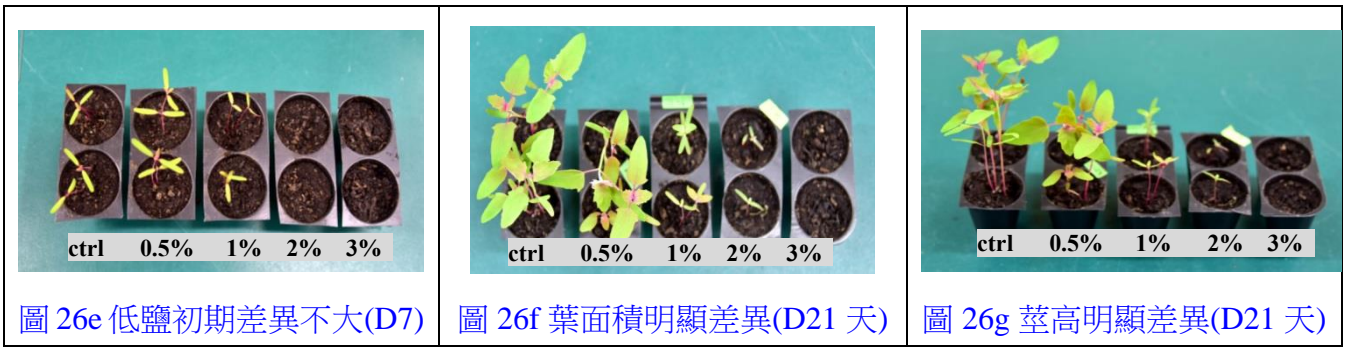 ctrl 0.5% 1% 2% 3%
圖 26e 低鹽初期差異不大(D7)
ctrl 0.5% 1% 2% 3%
圖 26f 葉面積明顯差異(D21 天)
ctrl 0.5% 1% 2% 3%
圖 26g 莖高明顯差異(D21 天)